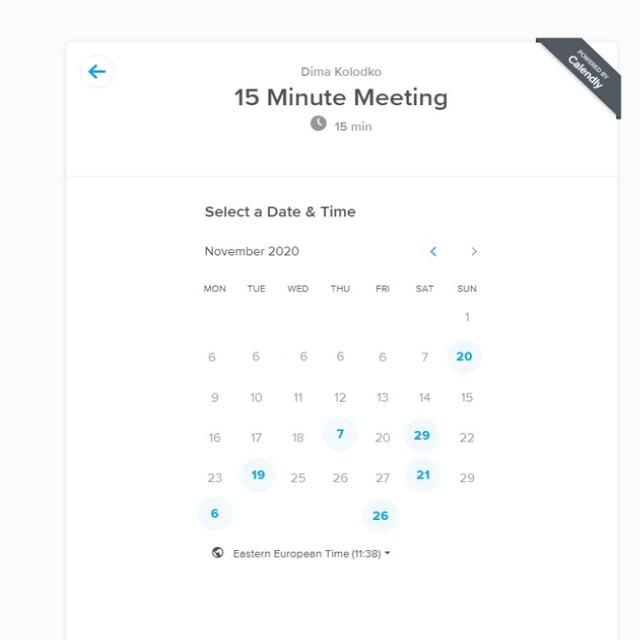 POWERED BY
Calendly
Dima Kolodko
15 Minute Meeting
15 min
Select a Date & Time
November 2020
MON TUE WED THU FRI SAT SUN
1
6 6 6 6 6 7 20
9 10 11 12 13 14 15
16 17 18 7 20 29 22
23 19 25 26 27 21 29
6 26
Eastern European Time (11:38)